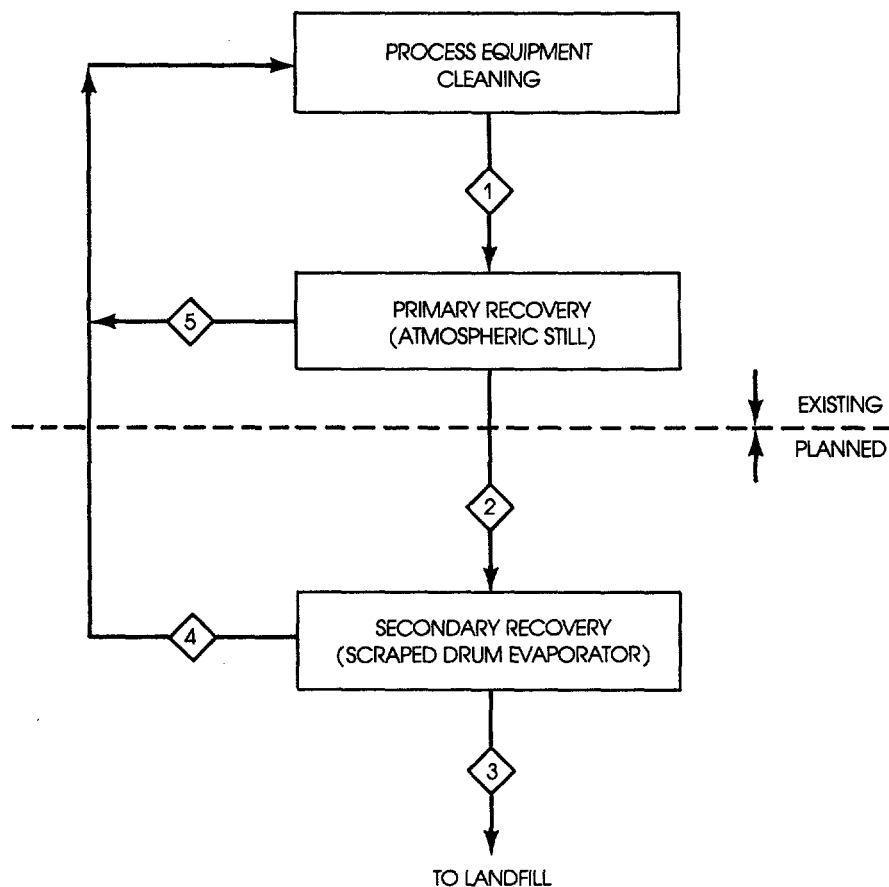 PROCESS EQUIPMENT
CLEANING
1
PRIMARY RECOVERY
(ATMOSPHERIC STILL)
5
EXISTING
PLANNED
2
SECONDARY RECOVERY
(SCRAPED DRUM EVAPORATOR)
4
3
TO LANDFILL